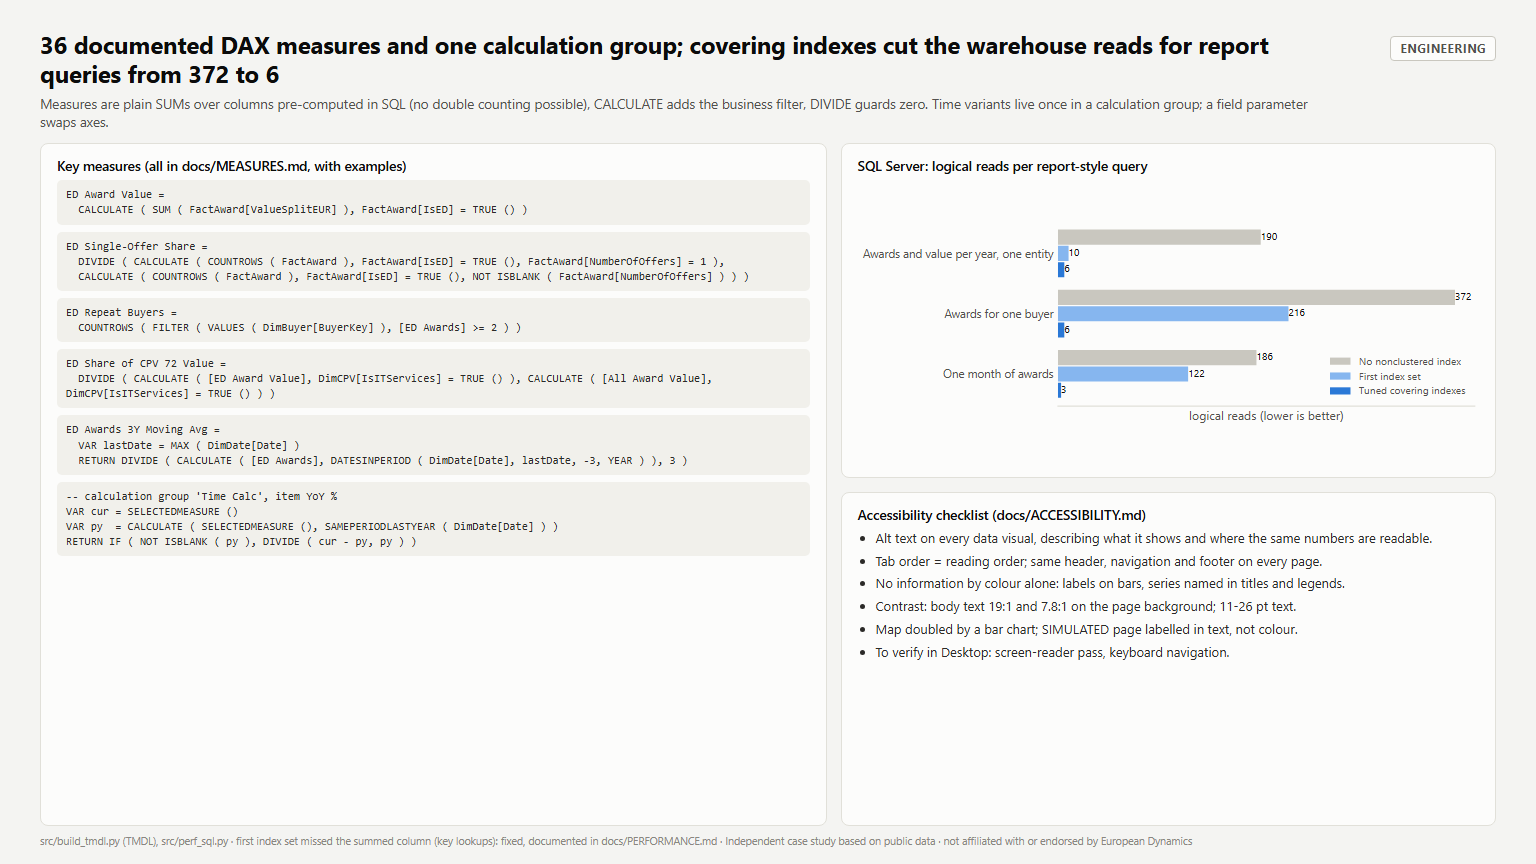 36 documented DAX measures and one calculation group; covering indexes cut the warehouse reads for report
queries from 372 to 6
ENGINEERING
Measures are plain SUMs over columns pre-computed in SQL (no double counting possible), CALCULATE adds the business filter, DIVIDE guards zero. Time variants live once in a calculation group; a field parameter
swaps axes.
Key measures (all in docs/MEASURES.md, with examples)
ED Award Value =
  CALCULATE ( SUM ( FactAward[ValueSplitEUR] ), FactAward[IsED] = TRUE () )
ED Single-Offer Share =
  DIVIDE ( CALCULATE ( COUNTROWS ( FactAward ), FactAward[IsED] = TRUE (), FactAward[NumberOfOffers] = 1 ),
  CALCULATE ( COUNTROWS ( FactAward ), FactAward[IsED] = TRUE (), NOT ISBLANK ( FactAward[NumberOfOffers] ) ) )
ED Repeat Buyers =
  COUNTROWS ( FILTER ( VALUES ( DimBuyer[BuyerKey] ), [ED Awards] >= 2 ) )
ED Share of CPV 72 Value =
  DIVIDE ( CALCULATE ( [ED Award Value], DimCPV[IsITServices] = TRUE () ), CALCULATE ( [All Award Value],
DimCPV[IsITServices] = TRUE () ) )
ED Awards 3Y Moving Avg =
  VAR lastDate = MAX ( DimDate[Date] )
  RETURN DIVIDE ( CALCULATE ( [ED Awards], DATESINPERIOD ( DimDate[Date], lastDate, -3, YEAR ) ), 3 )
-- calculation group 'Time Calc', item YoY %
VAR cur = SELECTEDMEASURE ()
VAR py  = CALCULATE ( SELECTEDMEASURE (), SAMEPERIODLASTYEAR ( DimDate[Date] ) )
RETURN IF ( NOT ISBLANK ( py ), DIVIDE ( cur - py, py ) )
SQL Server: logical reads per report-style query
190
Awards and value per year, one entity
10
6
372
Awards for one buyer
216
6
186
One month of awards
122
3
No nonclustered index
First index set
Tuned covering indexes
logical reads (lower is better)
Accessibility checklist (docs/ACCESSIBILITY.md)
• Alt text on every data visual, describing what it shows and where the same numbers are readable.
• Tab order = reading order; same header, navigation and footer on every page.
• No information by colour alone: labels on bars, series named in titles and legends.
• Contrast: body text 19:1 and 7.8:1 on the page background; 11-26 pt text.
• Map doubled by a bar chart; SIMULATED page labelled in text, not colour.
• To verify in Desktop: screen-reader pass, keyboard navigation.
src/build_tmdl.py (TMDL), src/perf_sql.py · first index set missed the summed column (key lookups): fixed, documented in docs/PERFORMANCE.md · Independent case study based on public data · not affiliated with or endorsed by European Dynamics